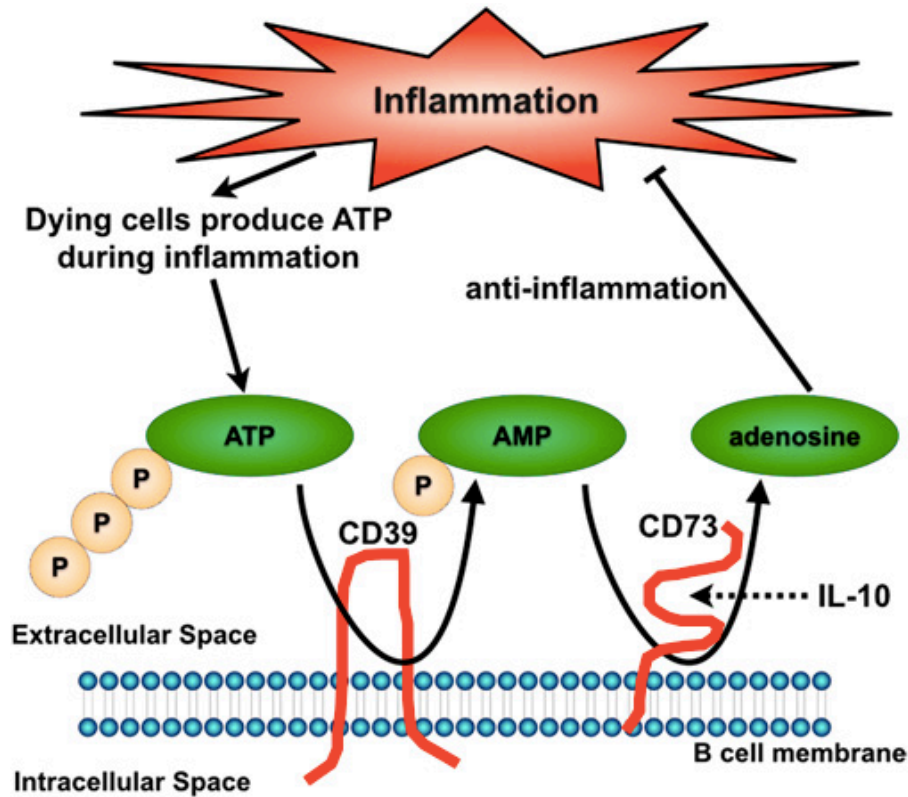 Inflammation
Dying cells produce ATP
during inflammation
anti-inflammation
ATP
AMP
adenosine
P
P
P
P
CD39
CD73
IL-10
Extracellular Space
B cell membrane
Intracellular Space